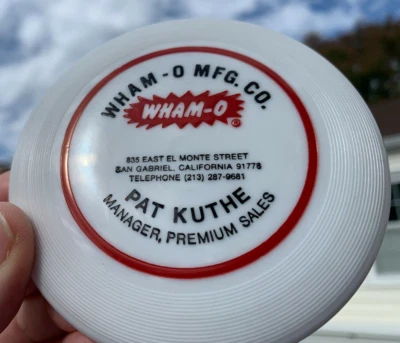 WHAM-O MFG. CO.
WHAM-O®
835 EAST EL MONTE STREET
SAN GABRIEL, CALIFORNIA 91778
TELEPHONE (213) 287-9681
PAT KUTHE
MANAGER, PREMIUM SALES